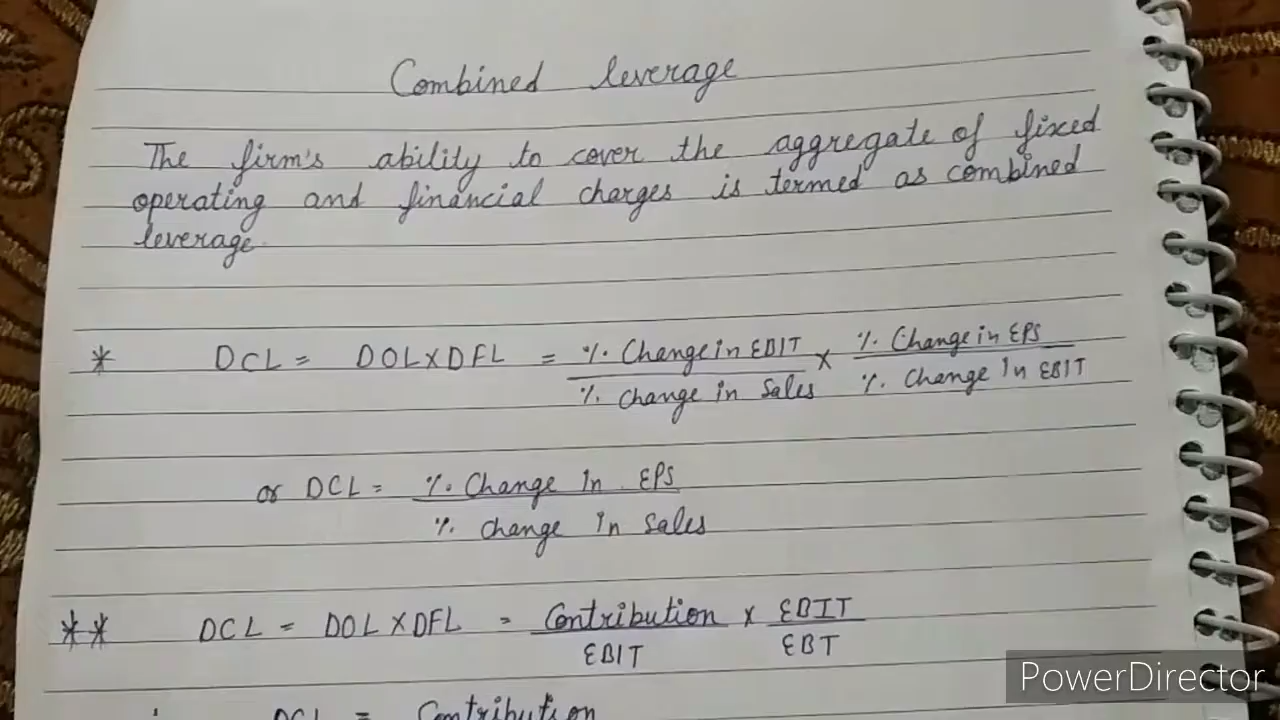 Combined leverage
The firm's ability to cover the aggregate of fixed
operating and financial charges is termed as combined
leverage
* DCL = DOL X DFL = % Change in EBIT / % Change in Sales X % Change in EPS / % Change In EBIT
or DCL = % Change In EPS / % Change In Sales
** DCL = DOL X DFL = Contribution / EBIT X EBIT / EBT
DCL = Contribution
PowerDirector